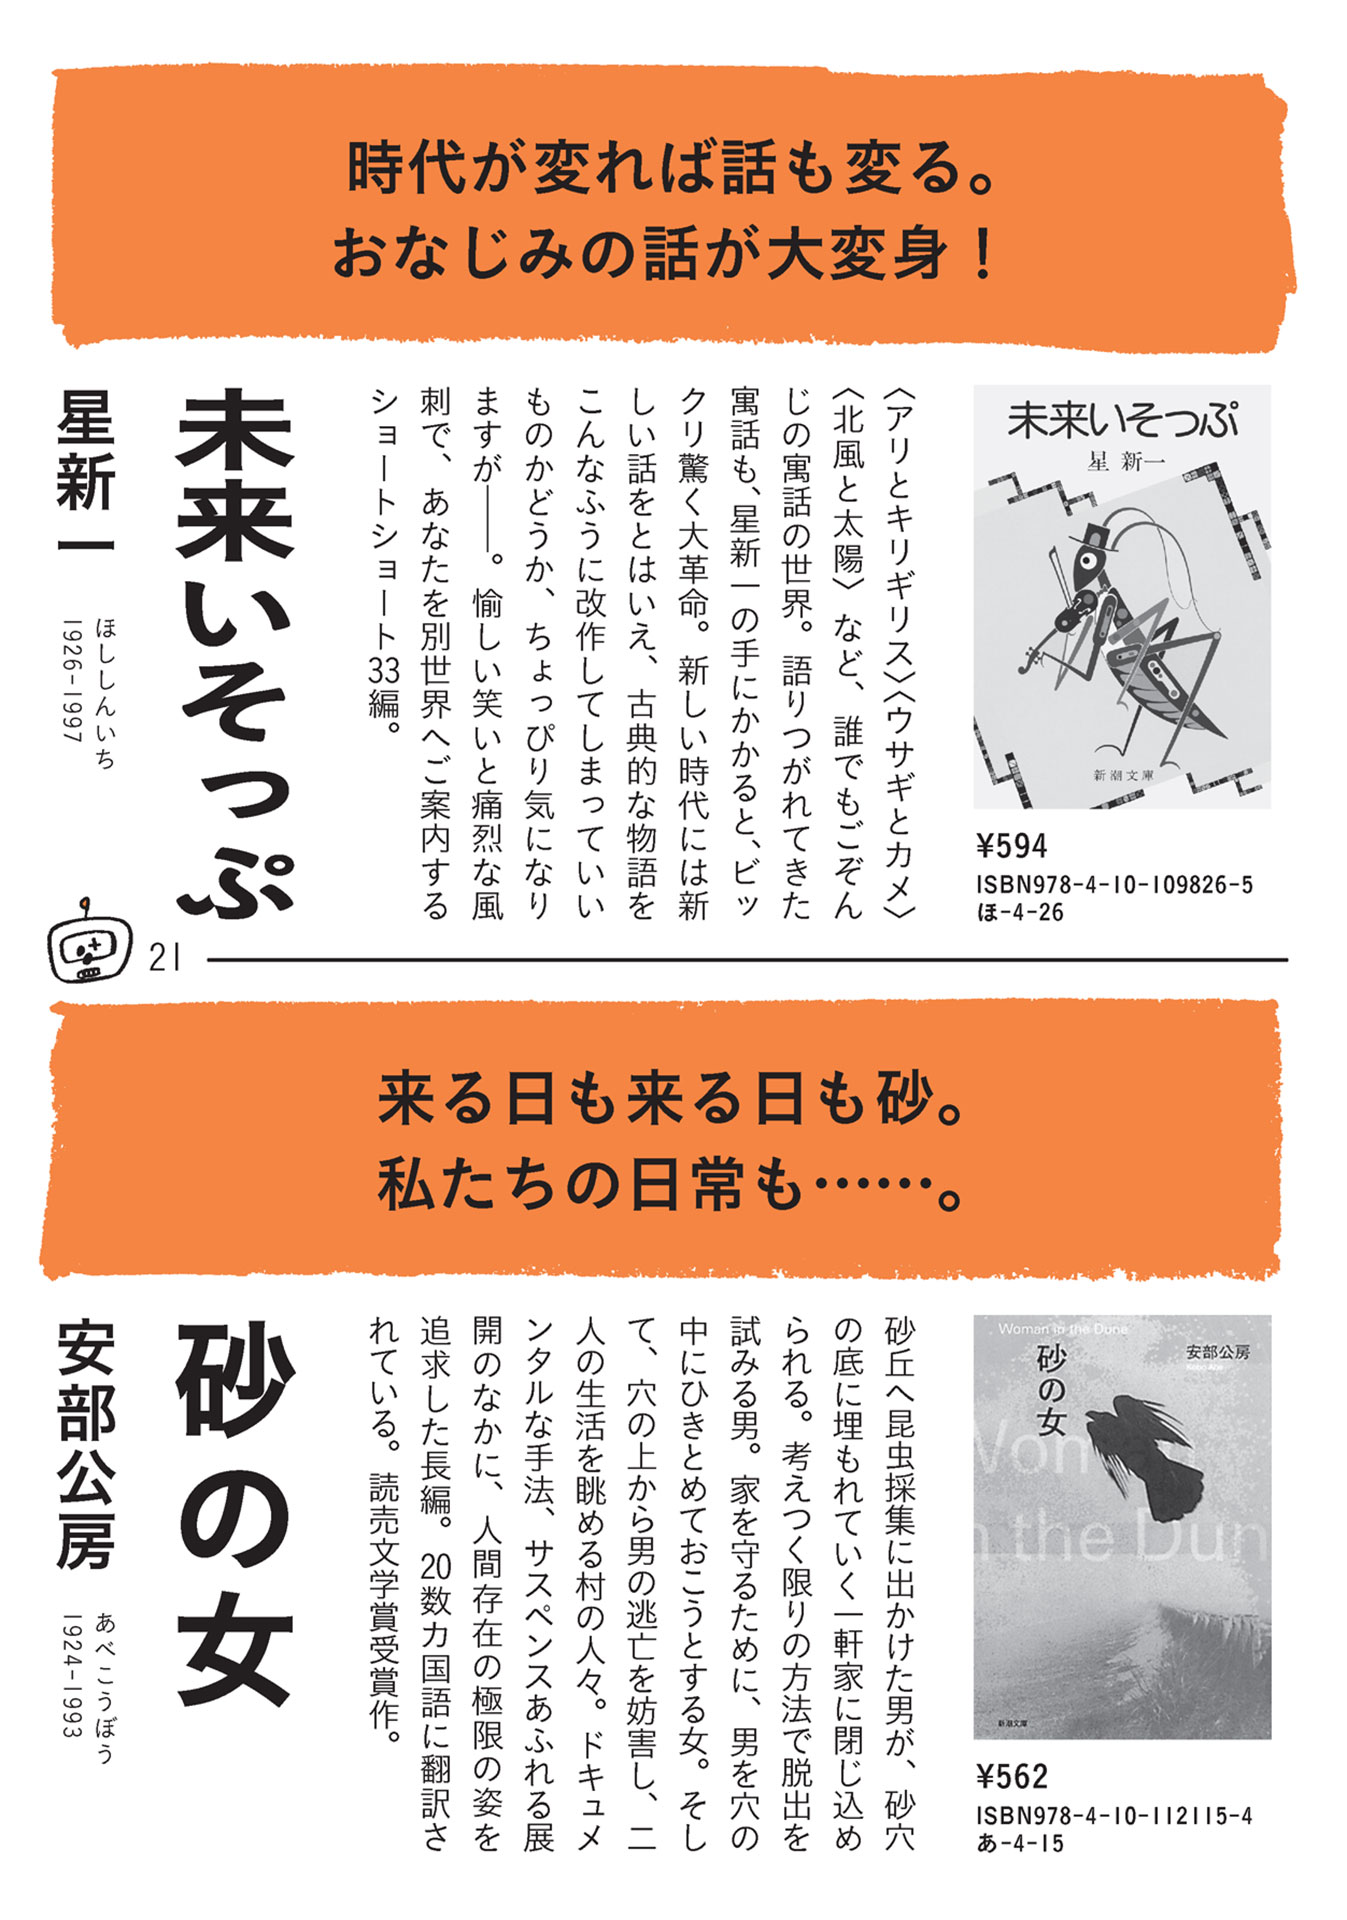 時代が変れば話も変る。
おなじみの話が大変身！
未来いそっぷ
星 新一
新潮文庫
¥594
ISBN978-4-10-109826-5
ほ-4-26
〈アリとキリギリス〉〈ウサギとカメ〉
〈北風と太陽〉など、誰でもごぞん
じの寓話の世界。語りつがれてきた
寓話も、星新一の手にかかると、ビッ
クリ驚く大革命。新しい時代には新
しい話をとはいえ、古典的な物語を
こんなふうに改作してしまっていい
ものかどうか、ちょっぴり気になり
ますが――。愉しい笑いと痛烈な風
刺で、あなたを別世界へご案内する
ショートショート33編。
未来いそっぷ
星新一
ほししんいち
1926-1997
21
来る日も来る日も砂。
私たちの日常も……。
Woman in the Dune
砂の女
安部公房
Kobo Abe
Wom
in the Dun
新潮文庫
¥562
ISBN978-4-10-112115-4
あ-4-15
砂丘へ昆虫採集に出かけた男が、砂穴
の底に埋もれていく一軒家に閉じ込め
られる。考えつく限りの方法で脱出を
試みる男。家を守るために、男を穴の
中にひきとめておこうとする女。そし
て、穴の上から男の逃亡を妨害し、二
人の生活を眺める村の人々。ドキュメ
ンタルな手法、サスペンスあふれる展
開のなかに、人間存在の極限の姿を
追求した長編。20数カ国語に翻訳さ
れている。読売文学賞受賞作。
砂の女
安部公房
あべこうぼう
1924-1993